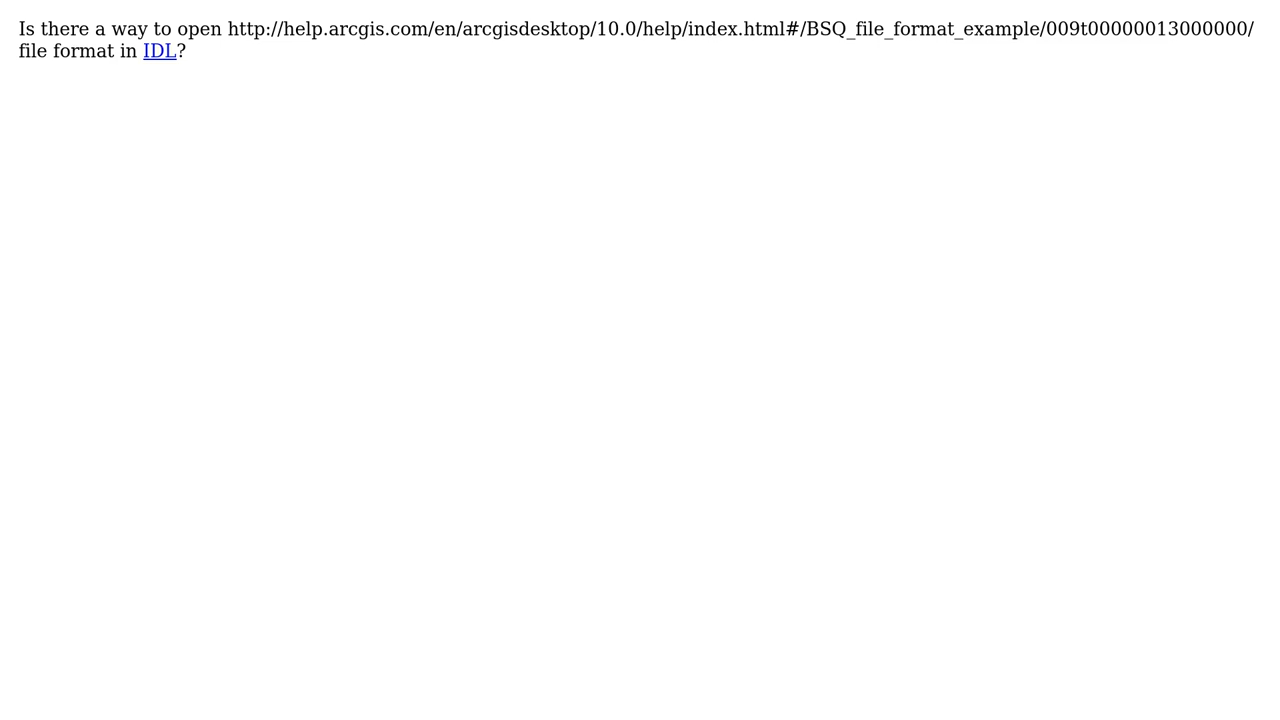 Is there a way to open http://help.arcgis.com/en/arcgisdesktop/10.0/help/index.html#/BSQ_file_format_example/009t00000013000000/
file format in IDL?